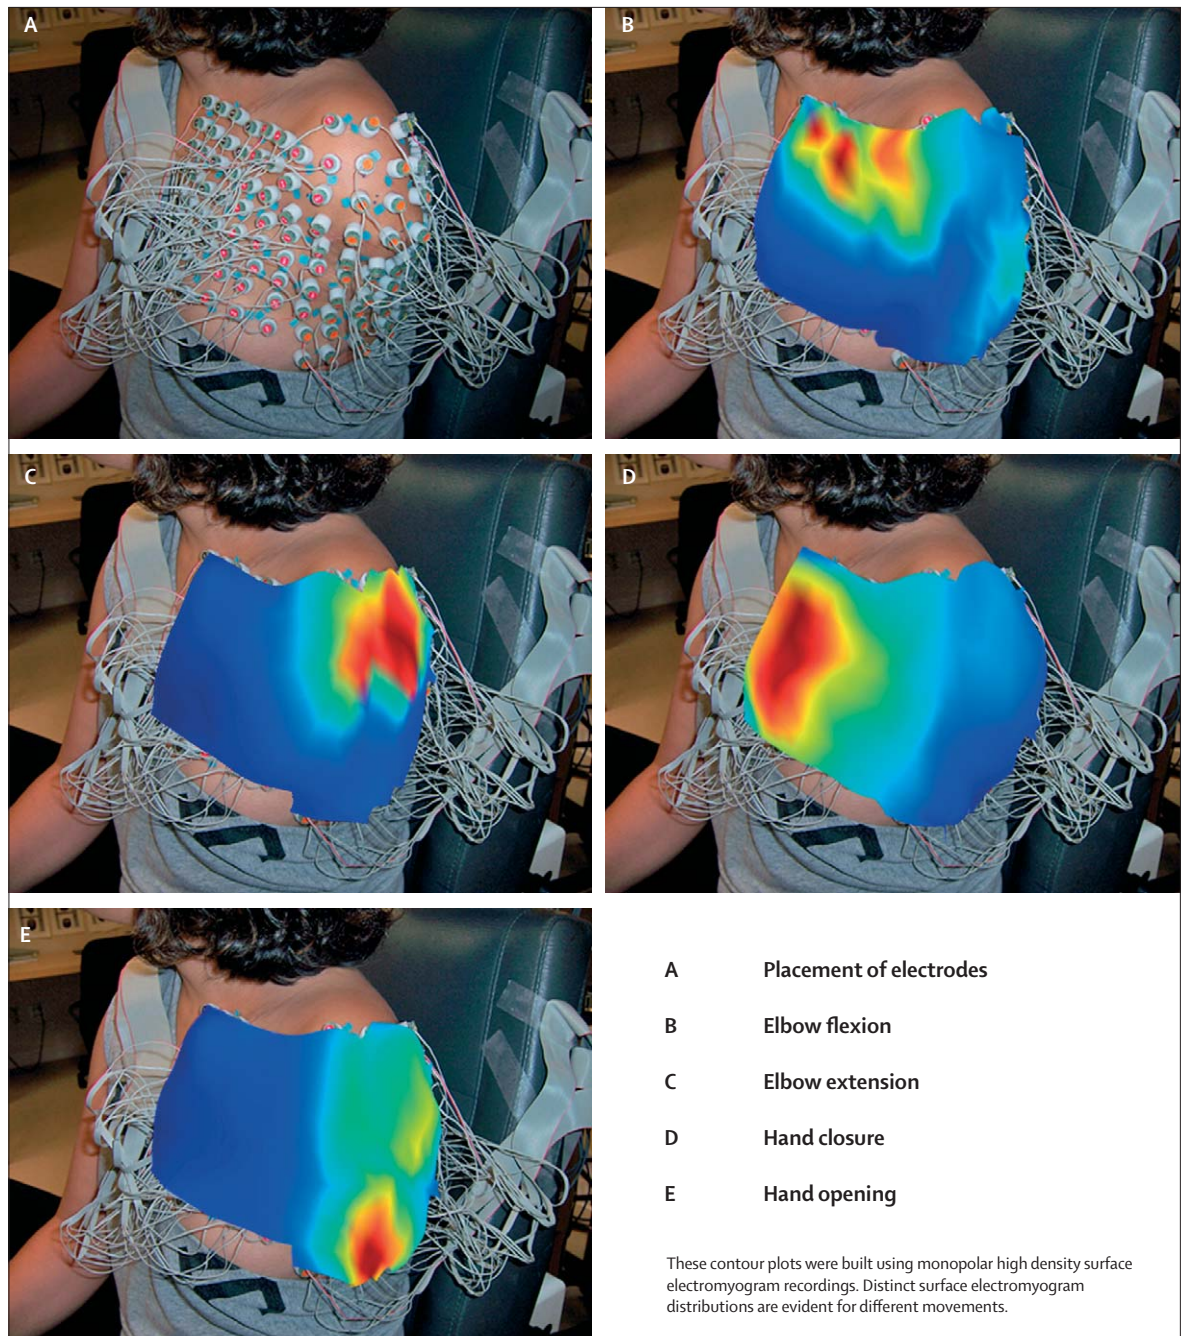 A
B
C
D
E
A Placement of electrodes
B Elbow flexion
C Elbow extension
D Hand closure
E Hand opening
These contour plots were built using monopolar high density surface
electromyogram recordings. Distinct surface electromyogram
distributions are evident for different movements.